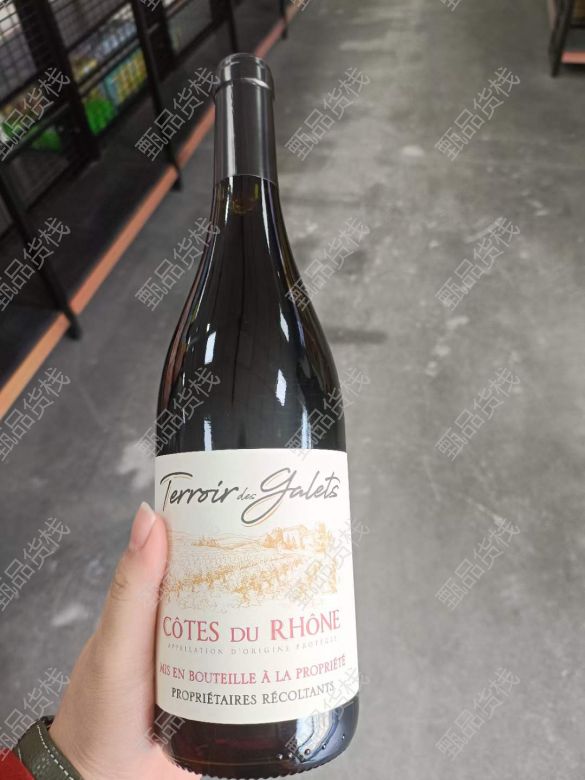 Terroir des Galets
CÔTES DU RHÔNE
APPELLATION D'ORIGINE PROTÉGÉE
MIS EN BOUTEILLE À LA PROPRIÉTÉ
PROPRIÉTAIRES RÉCOLTANTS
甄品货栈